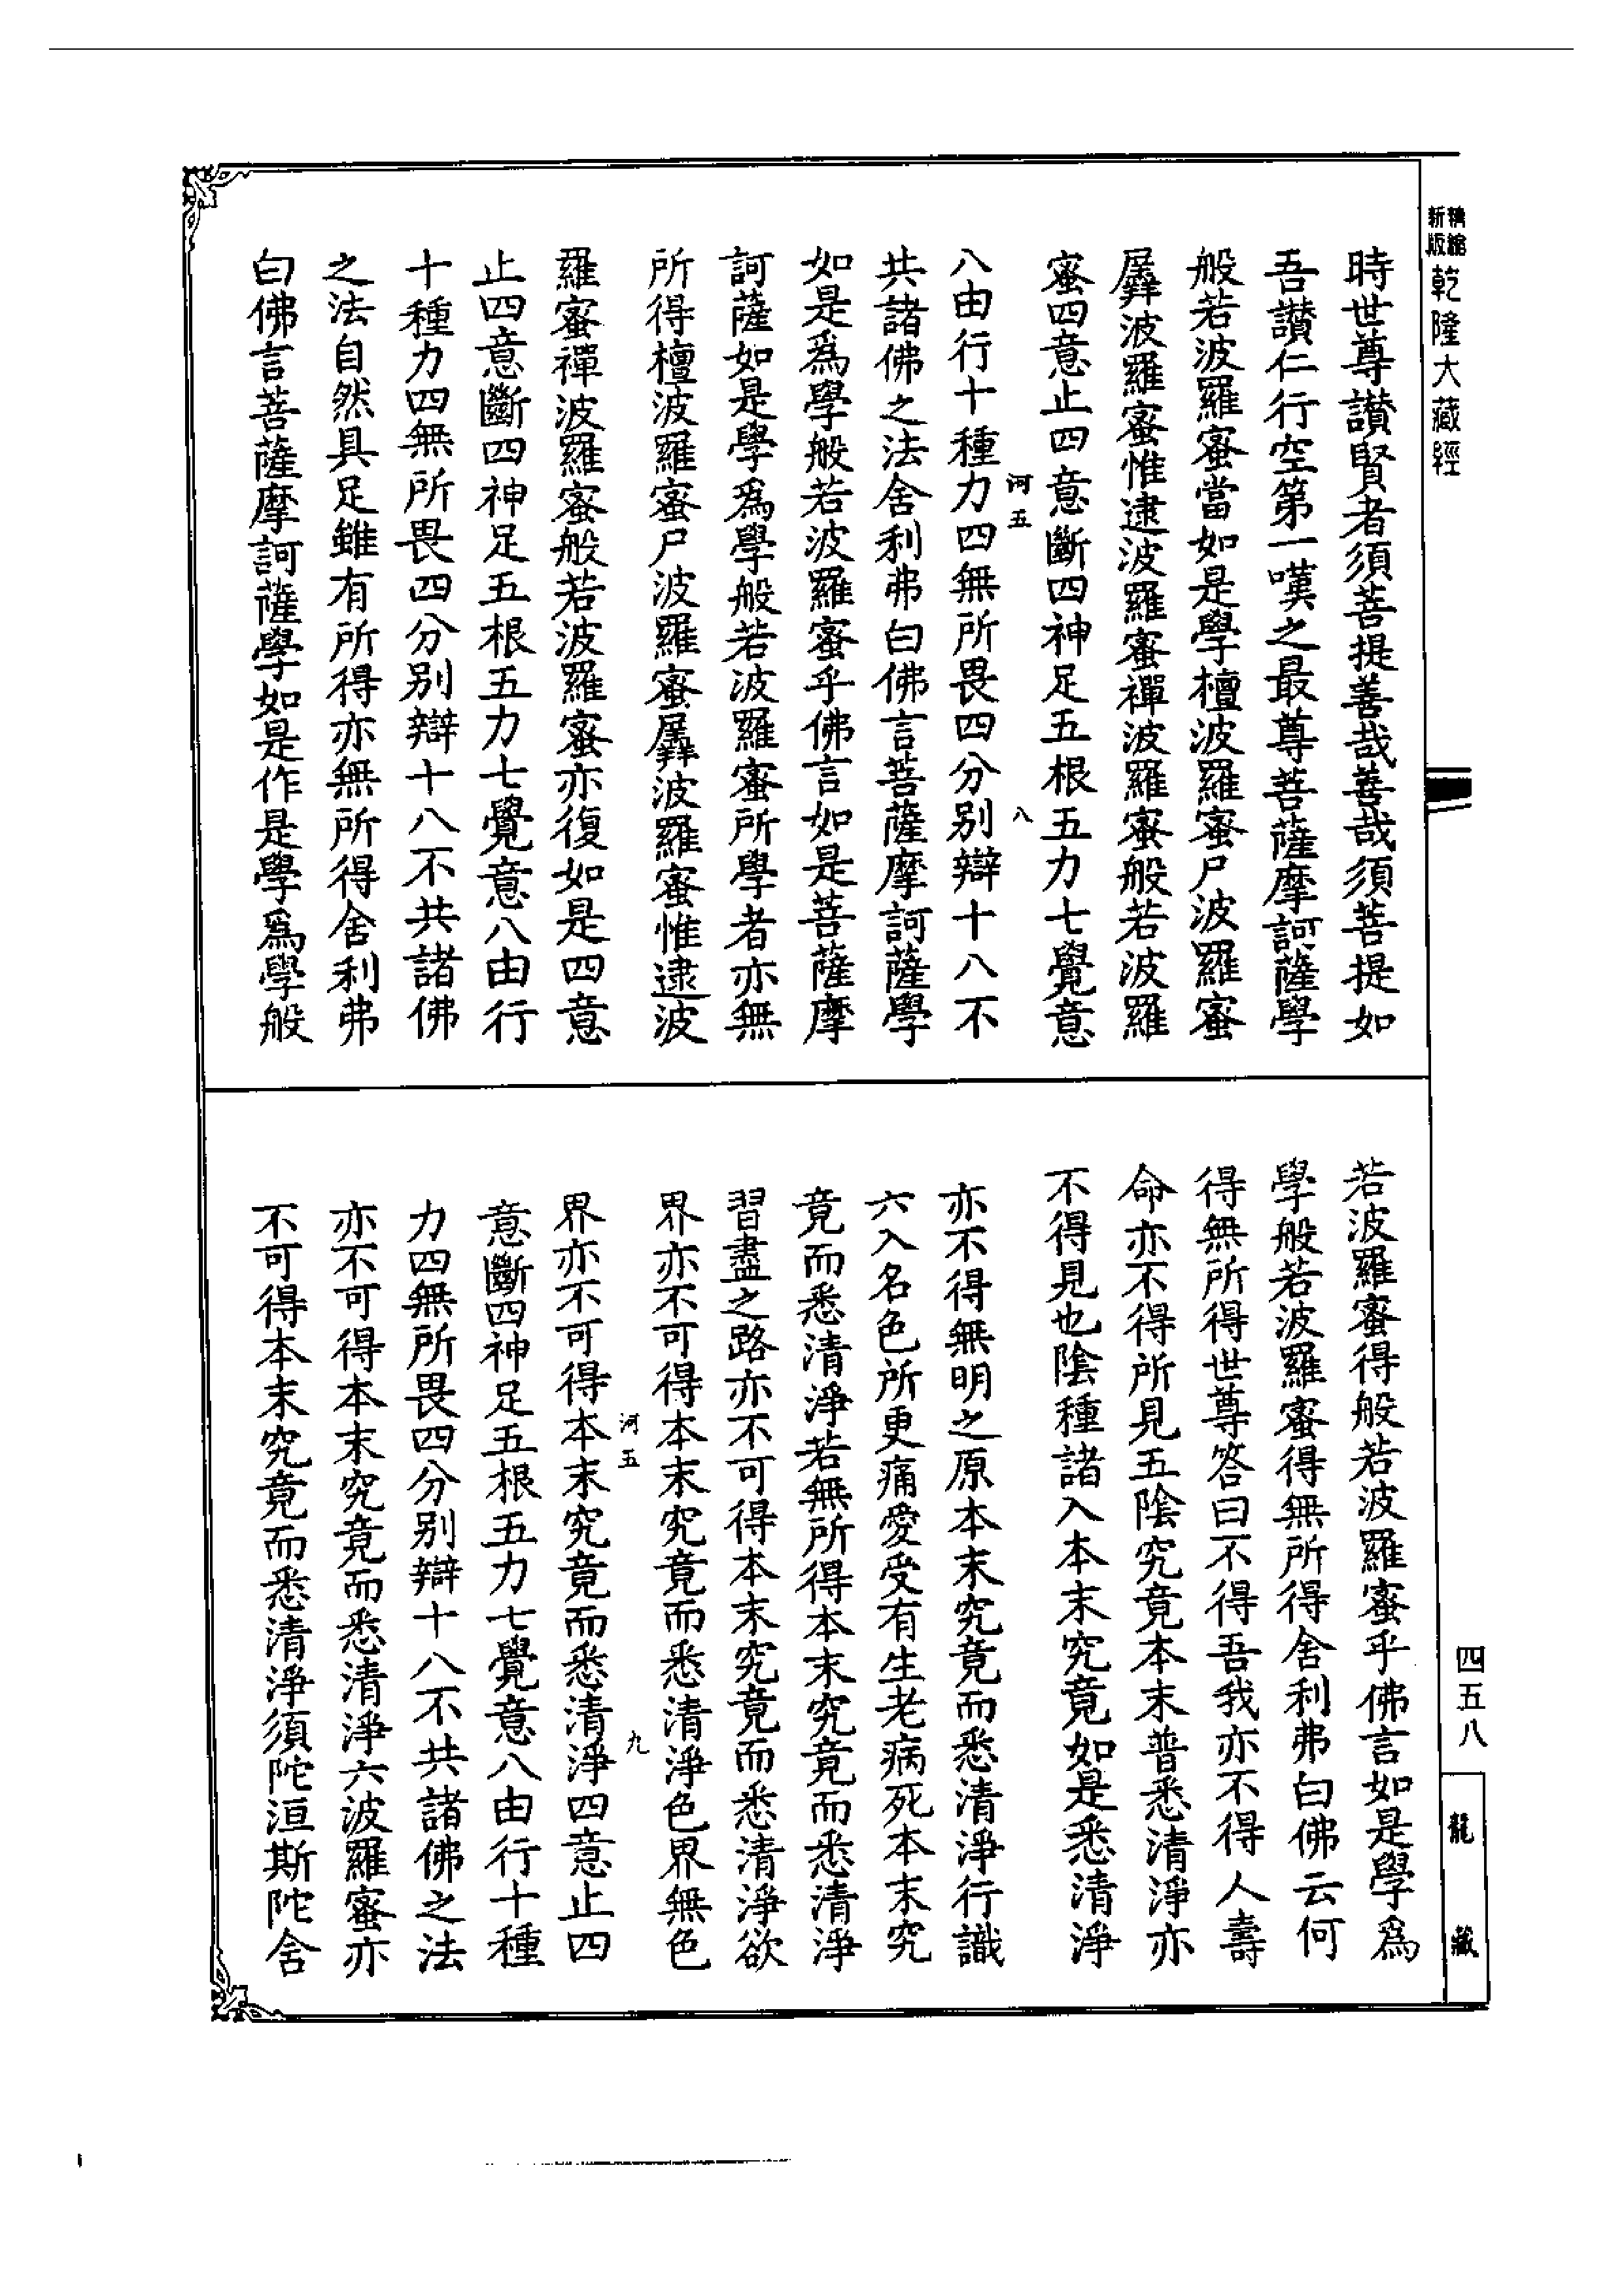 精縮
新版
乾隆大藏經
時世尊讃賢者須菩提善哉善哉須菩提如
吾讃仁行空第一嘆之最尊菩薩摩訶薩學
般若波羅蜜當如是學檀波羅蜜尸波羅蜜
羼波羅蜜惟逮波羅蜜禪波羅蜜般若波羅
蜜四意止四意斷四神足五根五力七覺意
河五
八
八由行十種力四無所畏四分別辯十八不
共諸佛之法舍利弗白佛言菩薩摩訶薩學
如是爲學般若波羅蜜乎佛言如是菩薩摩
訶薩如是學爲學般若波羅蜜所學者亦無
所得檀波羅蜜尸波羅蜜羼波羅蜜惟逮波
羅蜜禪波羅蜜般若波羅蜜亦復如是四意
止四意斷四神足五根五力七覺意八由行
十種力四無所畏四分別辯十八不共諸佛
之法自然具足雖有所得亦無所得舍利弗
白佛言菩薩摩訶薩學如是作是學爲學般
若波羅蜜得般若波羅蜜乎佛言如是學爲
學般若波羅蜜得無所得舍利弗白佛云何
得無所得世尊答曰不得吾我亦不得人壽
命亦不得所見五陰究竟本末普悉清淨亦
不得見也陰種諸入本末究竟如是悉清淨
亦不得無明之原本末究竟而悉清淨行識
六入名色所更痛愛受有生老病死本末究
竟而悉清淨若無所得本末究竟而悉清淨
習盡之路亦不可得本末究竟而悉清淨欲
界亦不可得本末究竟而悉清淨色界無色
河五
九
界亦不可得本末究竟而悉清淨四意止四
意斷四神足五根五力七覺意八由行十種
力四無所畏四分別辯十八不共諸佛之法
亦不可得本末究竟而悉清淨六波羅蜜亦
不可得本末究竟而悉清淨須陀洹斯陀含
四五八
龍藏